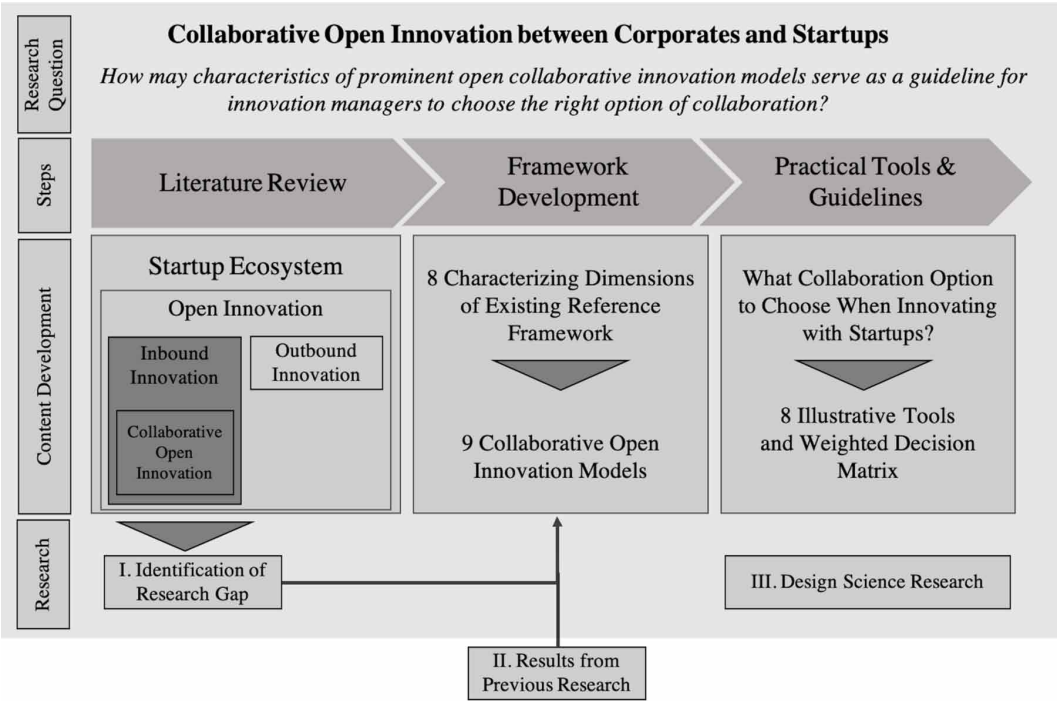 Research
Question
Collaborative Open Innovation between Corporates and Startups
How may characteristics of prominent open collaborative innovation models serve as a guideline for
innovation managers to choose the right option of collaboration?
Steps
Literature Review
Framework
Development
Practical Tools &
Guidelines
Content Development
Startup Ecosystem
Open Innovation
Inbound
Innovation
Outbound
Innovation
Collaborative
Open
Innovation
8 Characterizing Dimensions
of Existing Reference
Framework
9 Collaborative Open
Innovation Models
What Collaboration Option
to Choose When Innovating
with Startups?
8 Illustrative Tools
and Weighted Decision
Matrix
Research
I. Identification of
Research Gap
III. Design Science Research
II. Results from
Previous Research